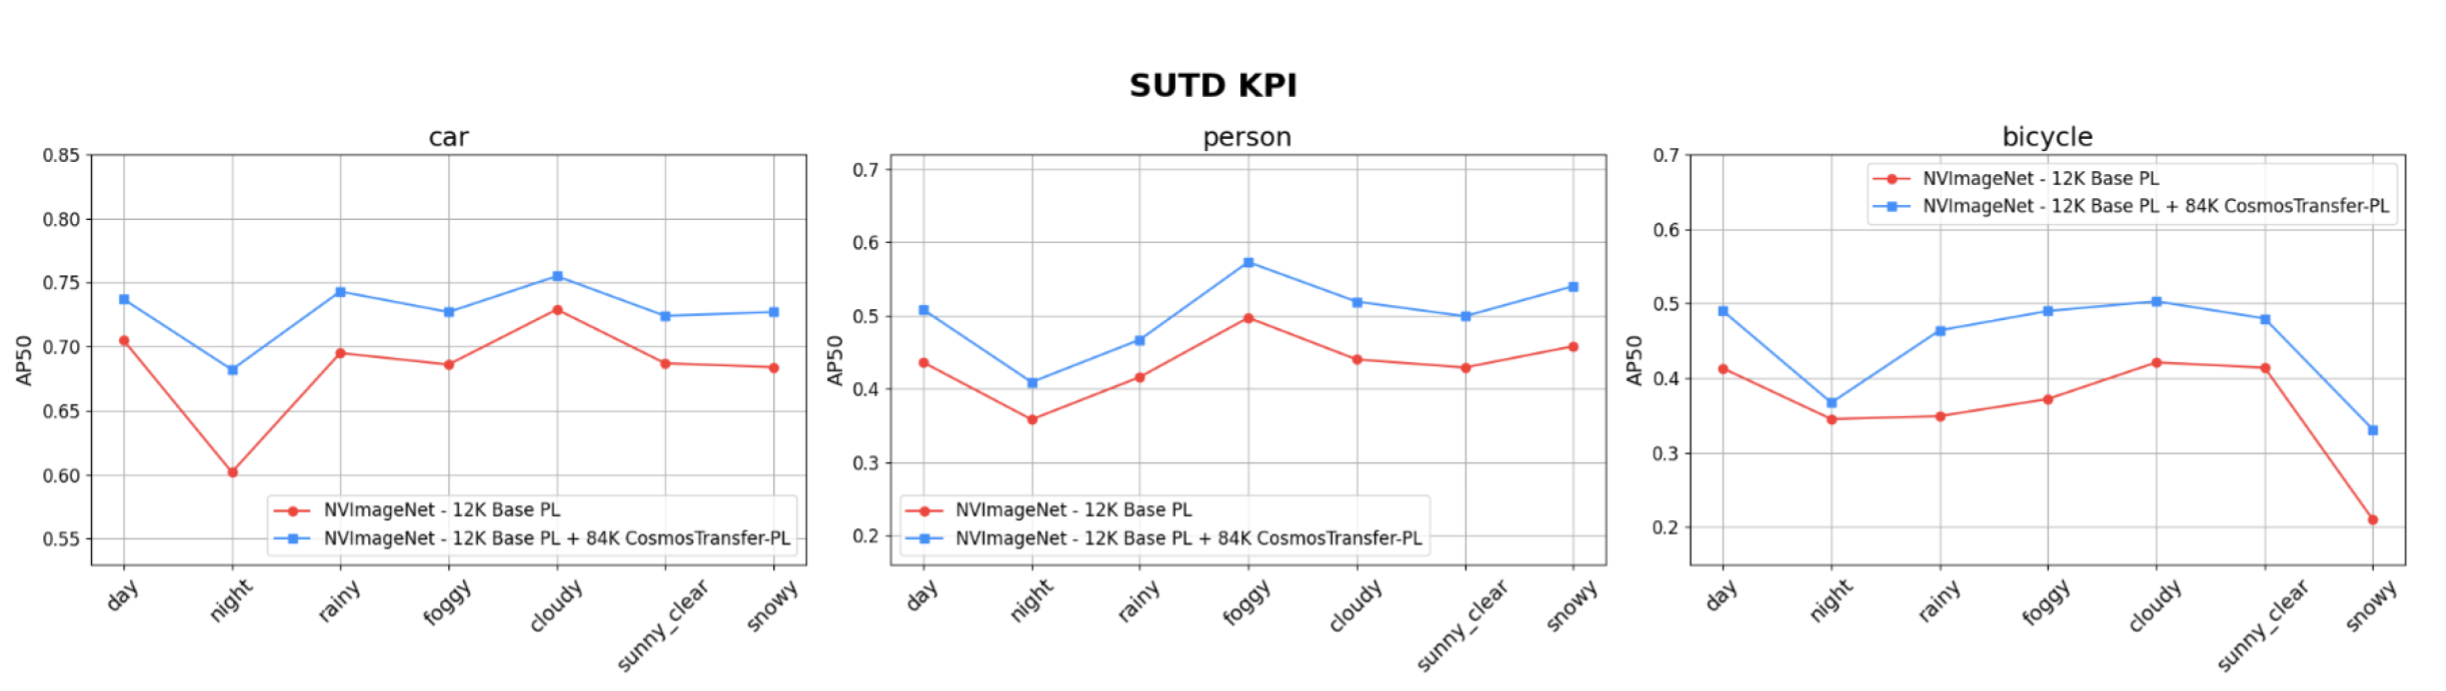 SUTD KPI
car
0.85
0.80
0.75
0.70
0.65
0.60
0.55
AP50
NVImageNet - 12K Base PL
NVImageNet - 12K Base PL + 84K CosmosTransfer-PL
day
night
rainy
foggy
cloudy
sunny_clear
snowy
person
0.7
0.6
0.5
0.4
0.3
0.2
AP50
NVImageNet - 12K Base PL
NVImageNet - 12K Base PL + 84K CosmosTransfer-PL
day
night
rainy
foggy
cloudy
sunny_clear
snowy
bicycle
0.7
0.6
0.5
0.4
0.3
0.2
AP50
NVImageNet - 12K Base PL
NVImageNet - 12K Base PL + 84K CosmosTransfer-PL
day
night
rainy
foggy
cloudy
sunny_clear
snowy